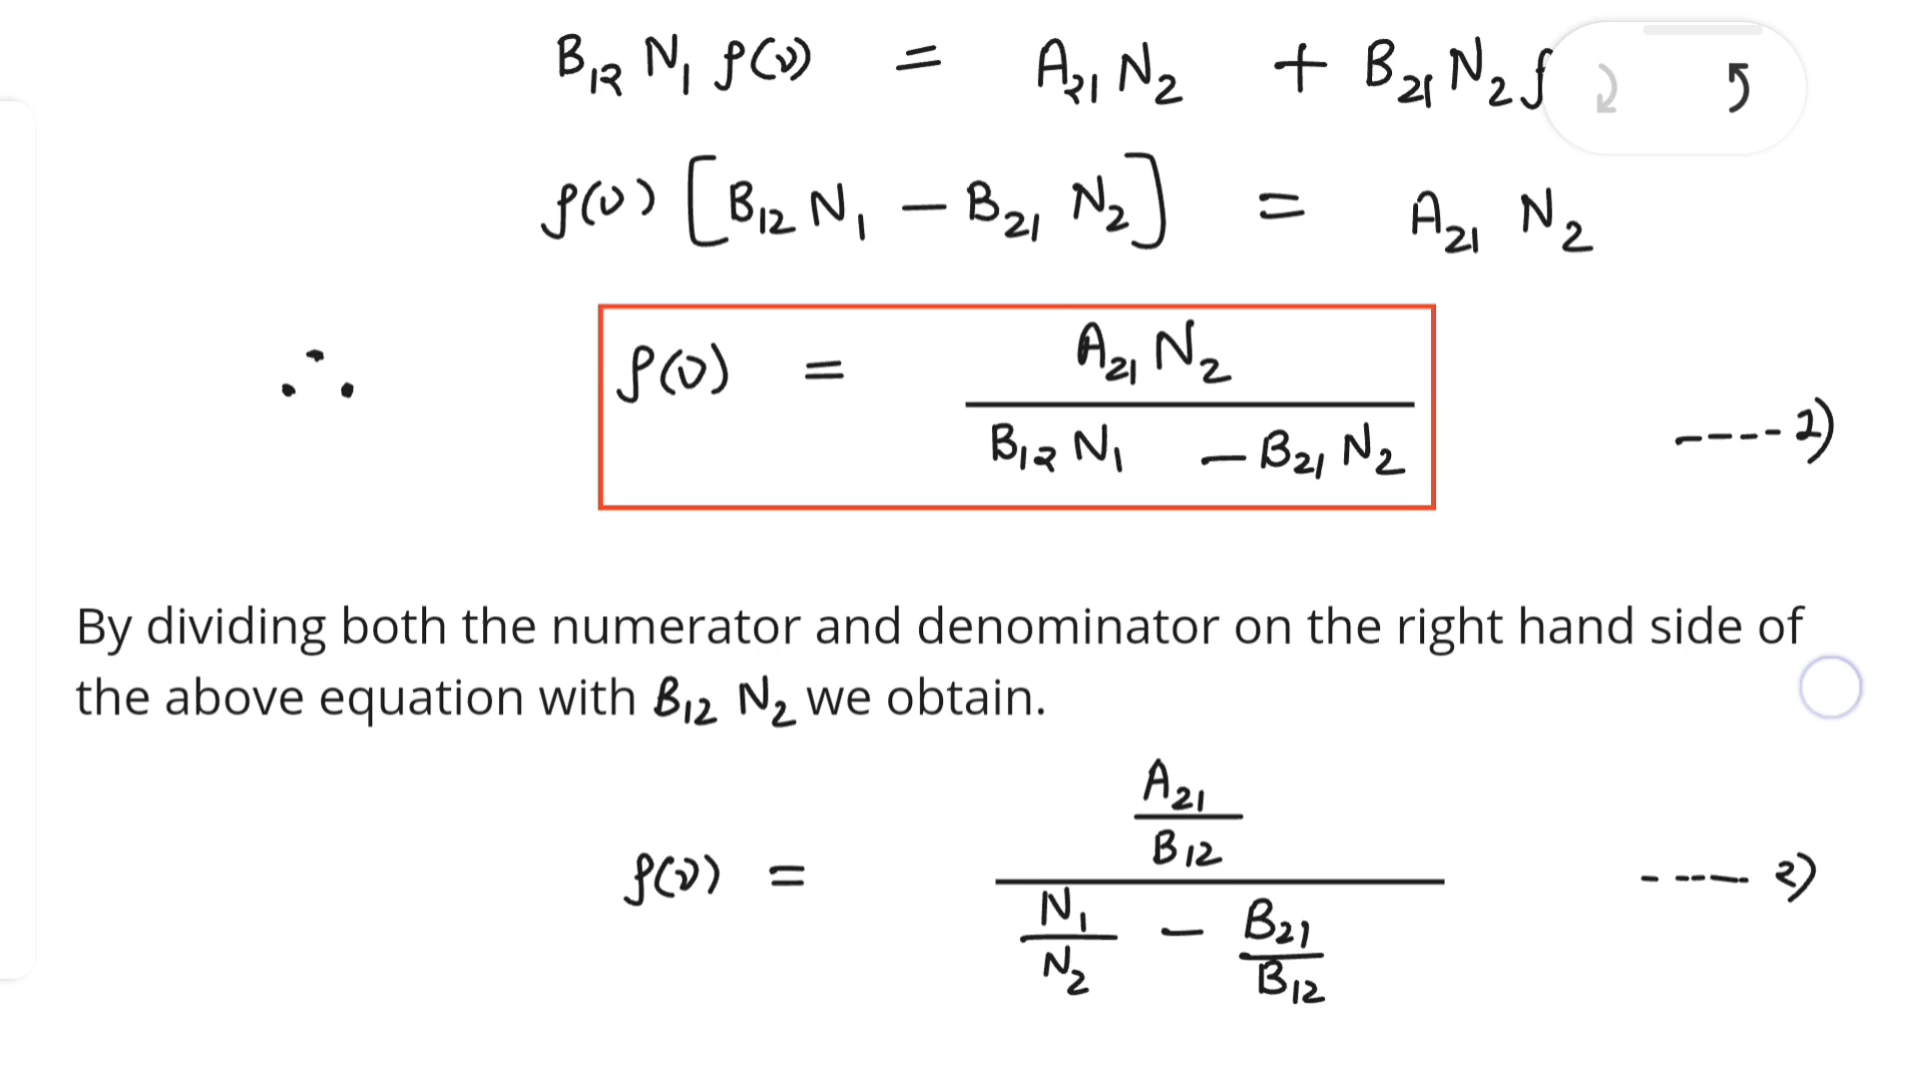 B₁₂ N₁ ρ(ν) = A₂₁ N₂ + B₂₁ N₂ ρ
ρ(ν) [B₁₂ N₁ − B₂₁ N₂] = A₂₁ N₂
∴ ρ(ν) = A₂₁ N₂
B₁₂ N₁ − B₂₁ N₂ ---- 2)
By dividing both the numerator and denominator on the right hand side of
the above equation with B₁₂ N₂ we obtain.
A₂₁
B₁₂
ρ(ν) = ---- 2)
N₁ − B₂₁
N₂ B₁₂